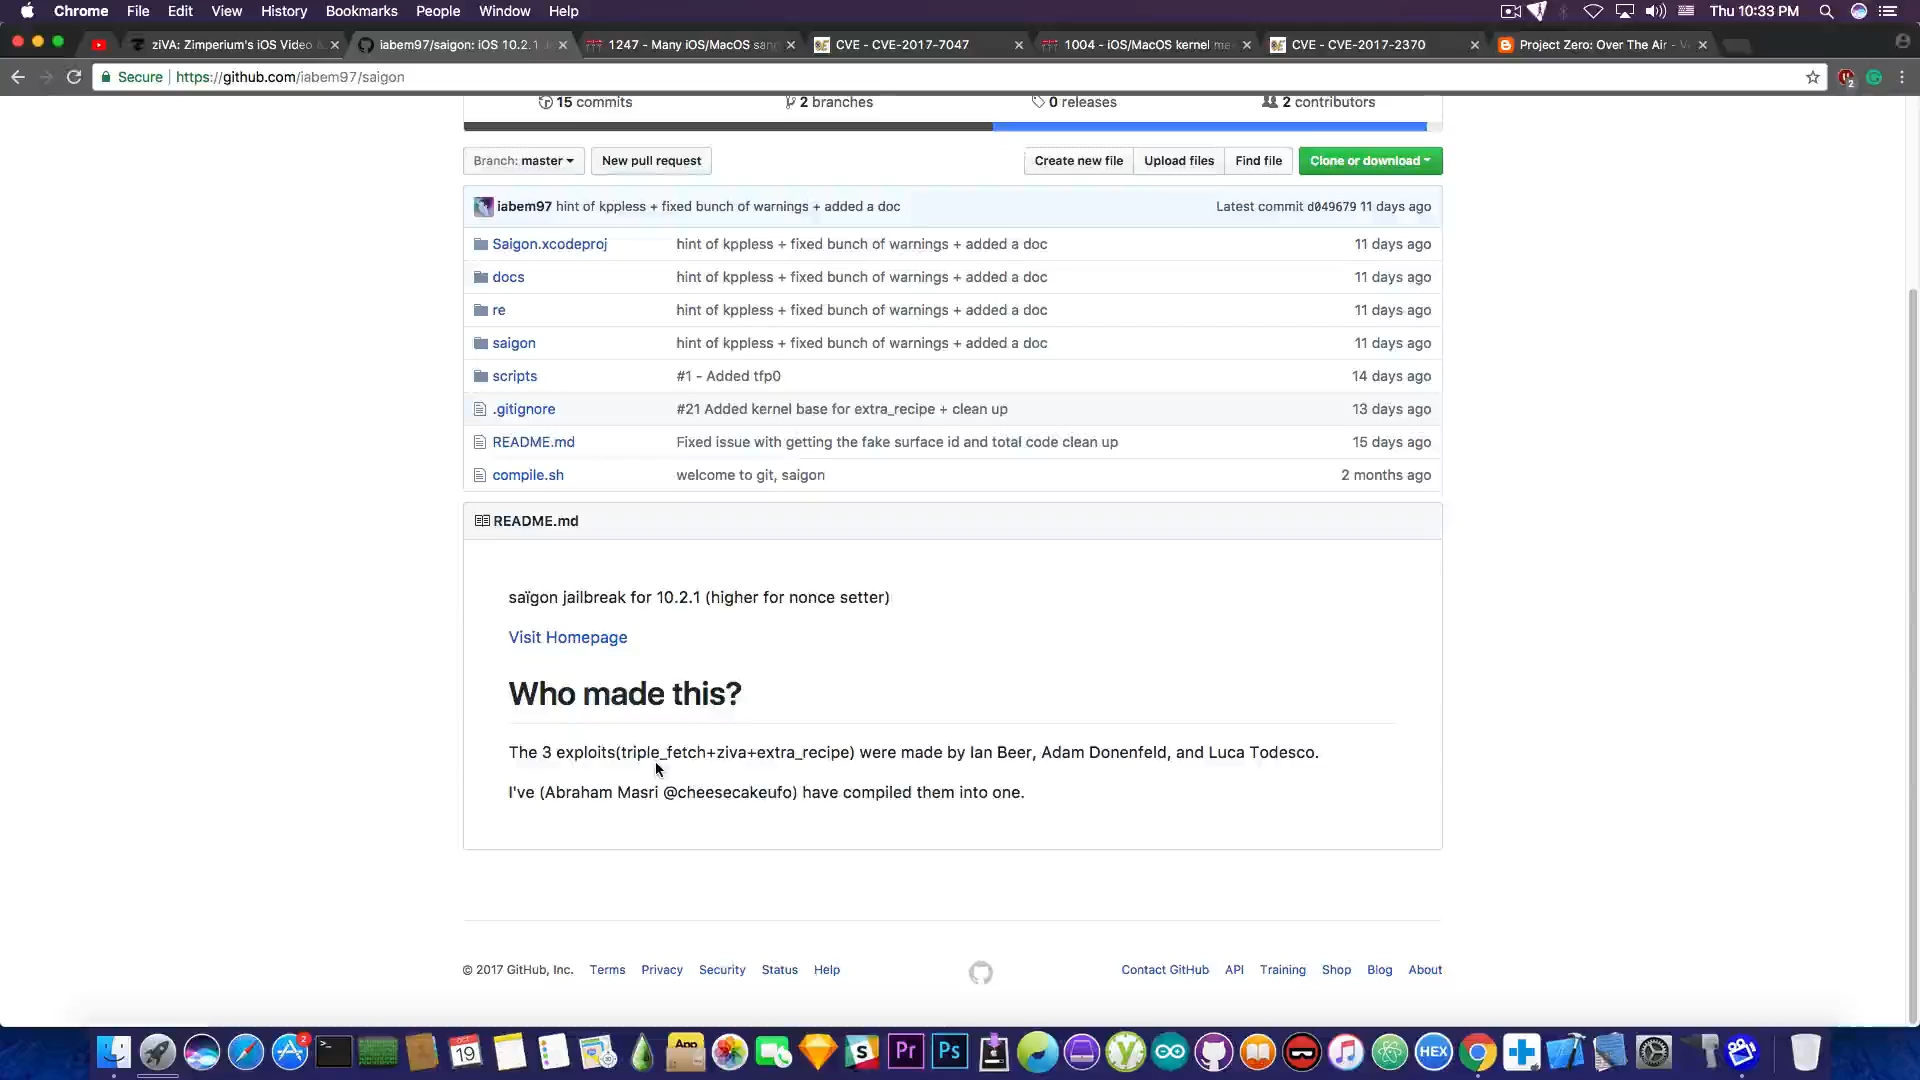 Chrome File Edit View History Bookmarks People Window Help Thu 10:33 PM
ziVA: Zimperium's iOS Video iabem97/saigon: iOS 10.2.1 1247 - Many iOS/MacOS san CVE - CVE-2017-7047 1004 - iOS/MacOS kernel me CVE - CVE-2017-2370 Project Zero: Over The Air - V
Secure https://github.com/iabem97/saigon 2
15 commits 2 branches 0 releases 2 contributors
Branch: master New pull request Create new file Upload files Find file Clone or download
iabem97 hint of kppless + fixed bunch of warnings + added a doc Latest commit d049679 11 days ago
Saigon.xcodeproj hint of kppless + fixed bunch of warnings + added a doc 11 days ago
docs hint of kppless + fixed bunch of warnings + added a doc 11 days ago
re hint of kppless + fixed bunch of warnings + added a doc 11 days ago
saigon hint of kppless + fixed bunch of warnings + added a doc 11 days ago
scripts #1 - Added tfp0 14 days ago
.gitignore #21 Added kernel base for extra_recipe + clean up 13 days ago
README.md Fixed issue with getting the fake surface id and total code clean up 15 days ago
compile.sh welcome to git, saigon 2 months ago
README.md
saïgon jailbreak for 10.2.1 (higher for nonce setter)
Visit Homepage
Who made this?
The 3 exploits(triple_fetch+ziva+extra_recipe) were made by Ian Beer, Adam Donenfeld, and Luca Todesco.
I've (Abraham Masri @cheesecakeufo) have compiled them into one.
© 2017 GitHub, Inc. Terms Privacy Security Status Help Contact GitHub API Training Shop Blog About
2 OCT 19 App S Pr Ps HEX